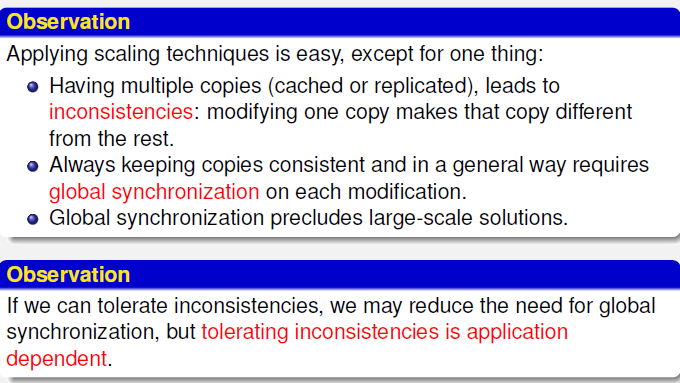 Observation
Applying scaling techniques is easy, except for one thing:
Having multiple copies (cached or replicated), leads to
inconsistencies: modifying one copy makes that copy different
from the rest.
Always keeping copies consistent and in a general way requires
global synchronization on each modification.
Global synchronization precludes large-scale solutions.
Observation
If we can tolerate inconsistencies, we may reduce the need for global
synchronization, but tolerating inconsistencies is application
dependent.